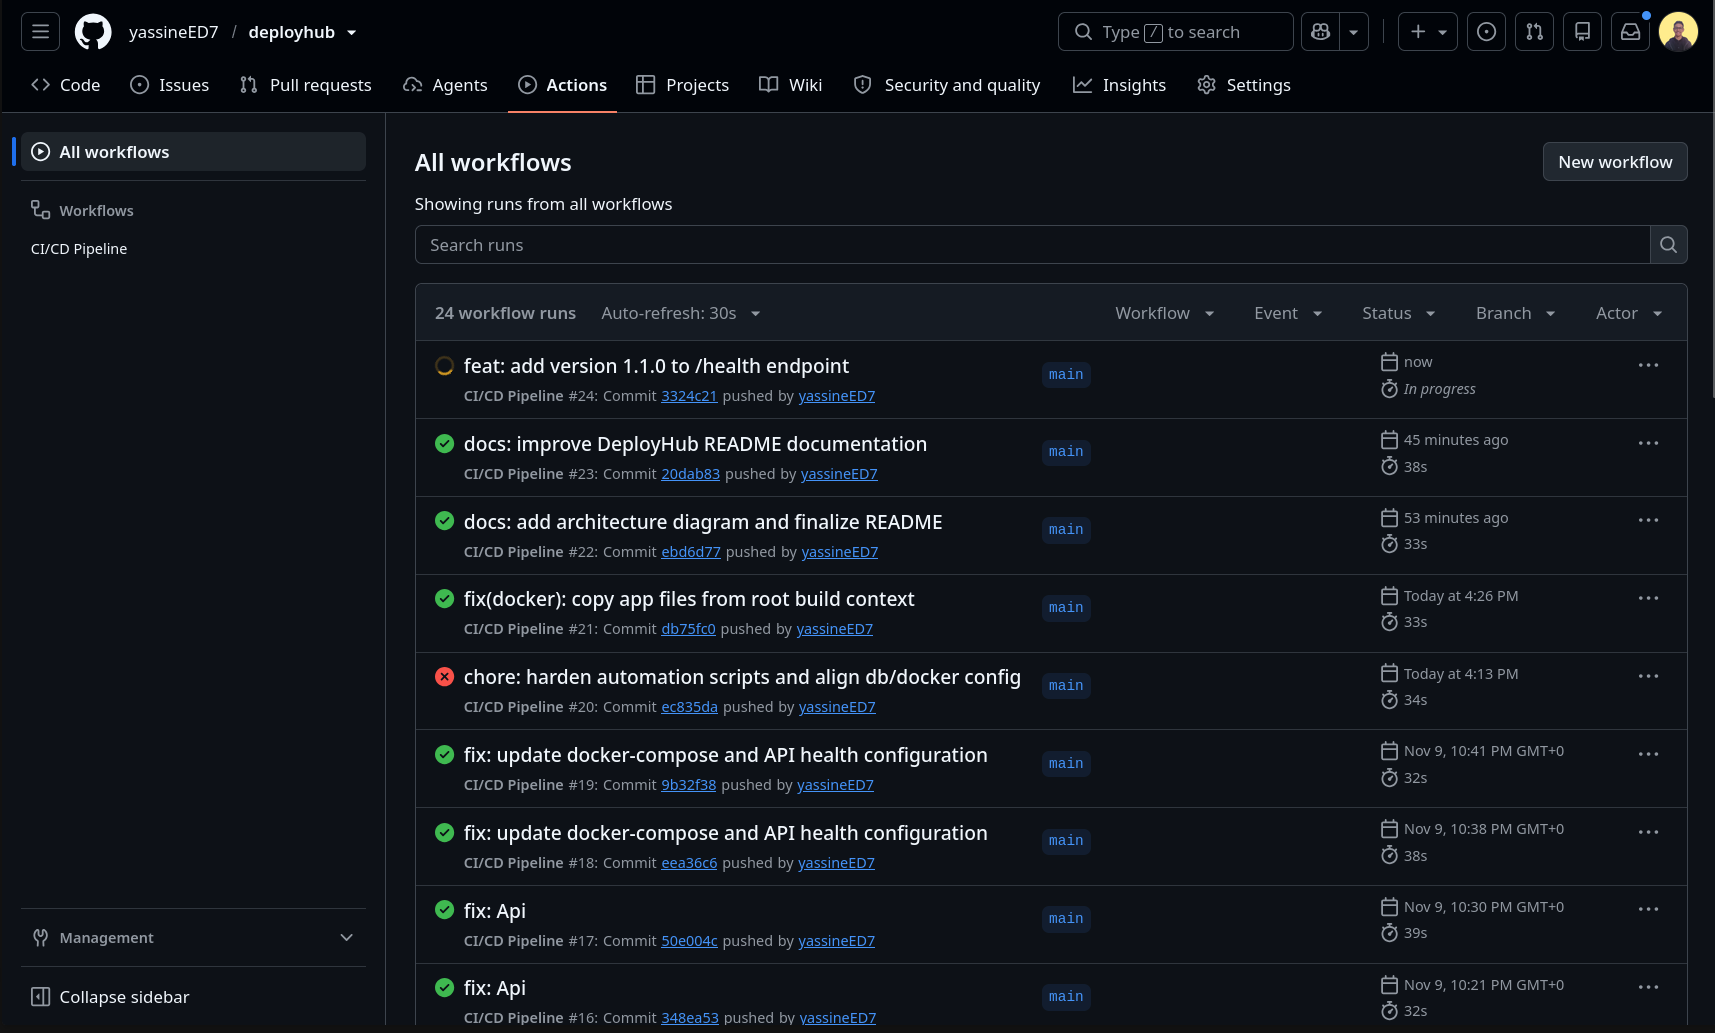 yassineED7 / deployhub
Type / to search
Code Issues Pull requests Agents Actions Projects Wiki Security and quality Insights Settings
All workflows
Workflows
CI/CD Pipeline
Management
Collapse sidebar
All workflows
New workflow
Showing runs from all workflows
Search runs
24 workflow runs Auto-refresh: 30s Workflow Event Status Branch Actor
feat: add version 1.1.0 to /health endpoint
CI/CD Pipeline #24: Commit 3324c21 pushed by yassineED7
main
now
In progress
docs: improve DeployHub README documentation
CI/CD Pipeline #23: Commit 20dab83 pushed by yassineED7
main
45 minutes ago
38s
docs: add architecture diagram and finalize README
CI/CD Pipeline #22: Commit ebd6d77 pushed by yassineED7
main
53 minutes ago
33s
fix(docker): copy app files from root build context
CI/CD Pipeline #21: Commit db75fc0 pushed by yassineED7
main
Today at 4:26 PM
33s
chore: harden automation scripts and align db/docker config
CI/CD Pipeline #20: Commit ec835da pushed by yassineED7
main
Today at 4:13 PM
34s
fix: update docker-compose and API health configuration
CI/CD Pipeline #19: Commit 9b32f38 pushed by yassineED7
main
Nov 9, 10:41 PM GMT+0
32s
fix: update docker-compose and API health configuration
CI/CD Pipeline #18: Commit eea36c6 pushed by yassineED7
main
Nov 9, 10:38 PM GMT+0
38s
fix: Api
CI/CD Pipeline #17: Commit 50e004c pushed by yassineED7
main
Nov 9, 10:30 PM GMT+0
39s
fix: Api
CI/CD Pipeline #16: Commit 348ea53 pushed by yassineED7
main
Nov 9, 10:21 PM GMT+0
32s